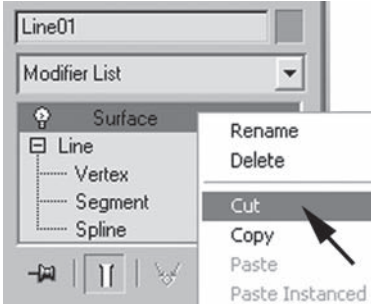 Line01
Modifier List
Surface
Line
Vertex
Segment
Spline
Rename
Delete
Cut
Copy
Paste
Paste Instanced